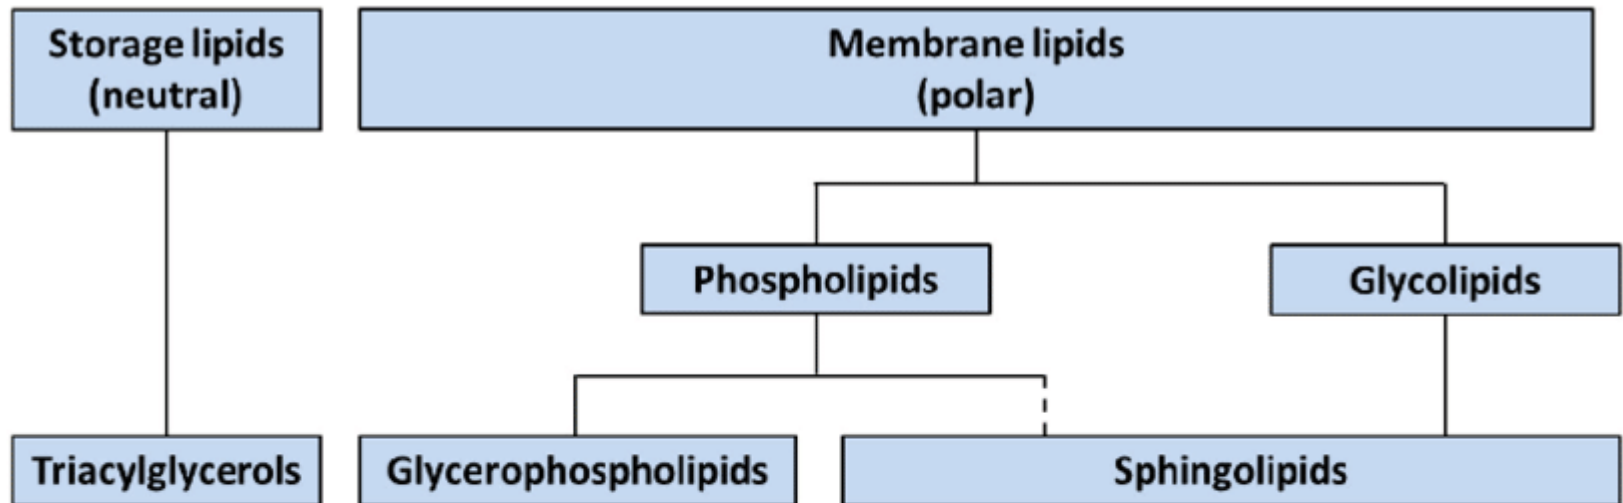 Storage lipids
(neutral)
Membrane lipids
(polar)
Phospholipids
Glycolipids
Triacylglycerols
Glycerophospholipids
Sphingolipids